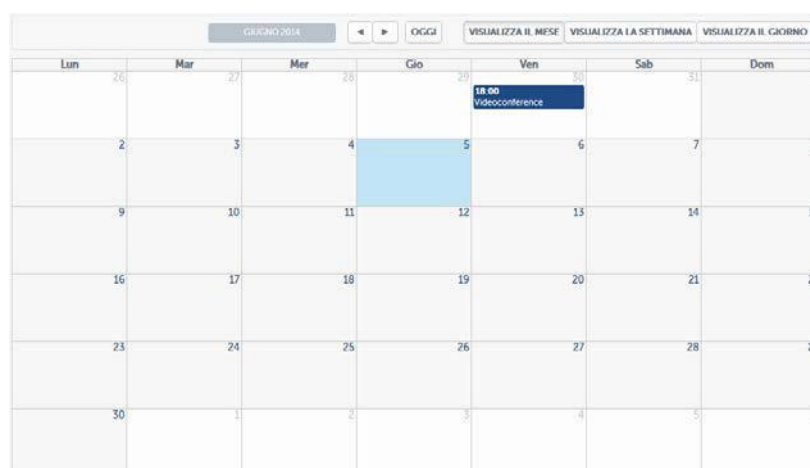 GIUGNO 2014 ◄ ► OGGI VISUALIZZA IL MESE VISUALIZZA LA SETTIMANA VISUALIZZA IL GIORNO
Lun Mar Mer Gio Ven Sab Dom
26 27 28 29 30 31
18:00
Videoconference
2 3 4 5 6 7
9 10 11 12 13 14
16 17 18 19 20 21
23 24 25 26 27 28
30 1 2 3 4 5